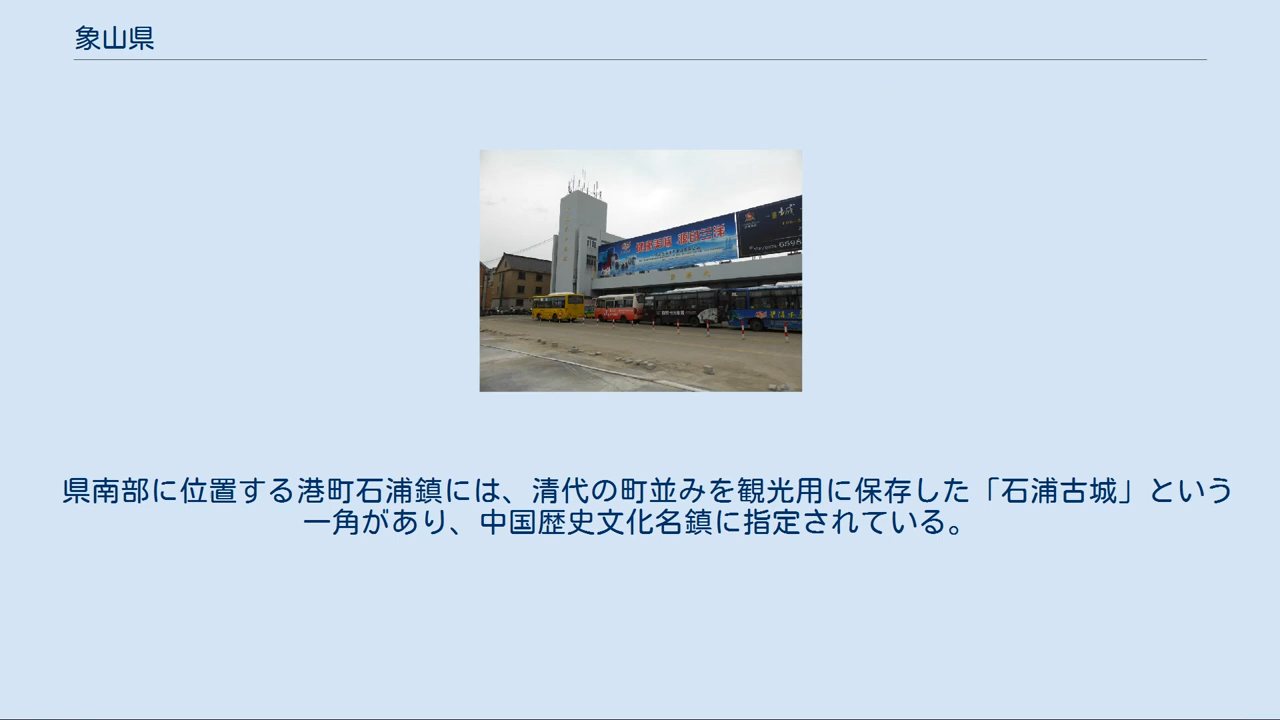 象山県
県南部に位置する港町石浦鎮には、清代の町並みを観光用に保存した「石浦古城」という
一角があり、中国歴史文化名鎮に指定されている。